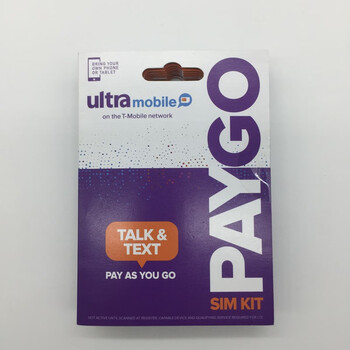 BRING YOUR
OWN PHONE
OR TABLET
ultra mobile
on the T-Mobile network
PAYGO
SIM KIT
TALK &
TEXT
PAY AS YOU GO